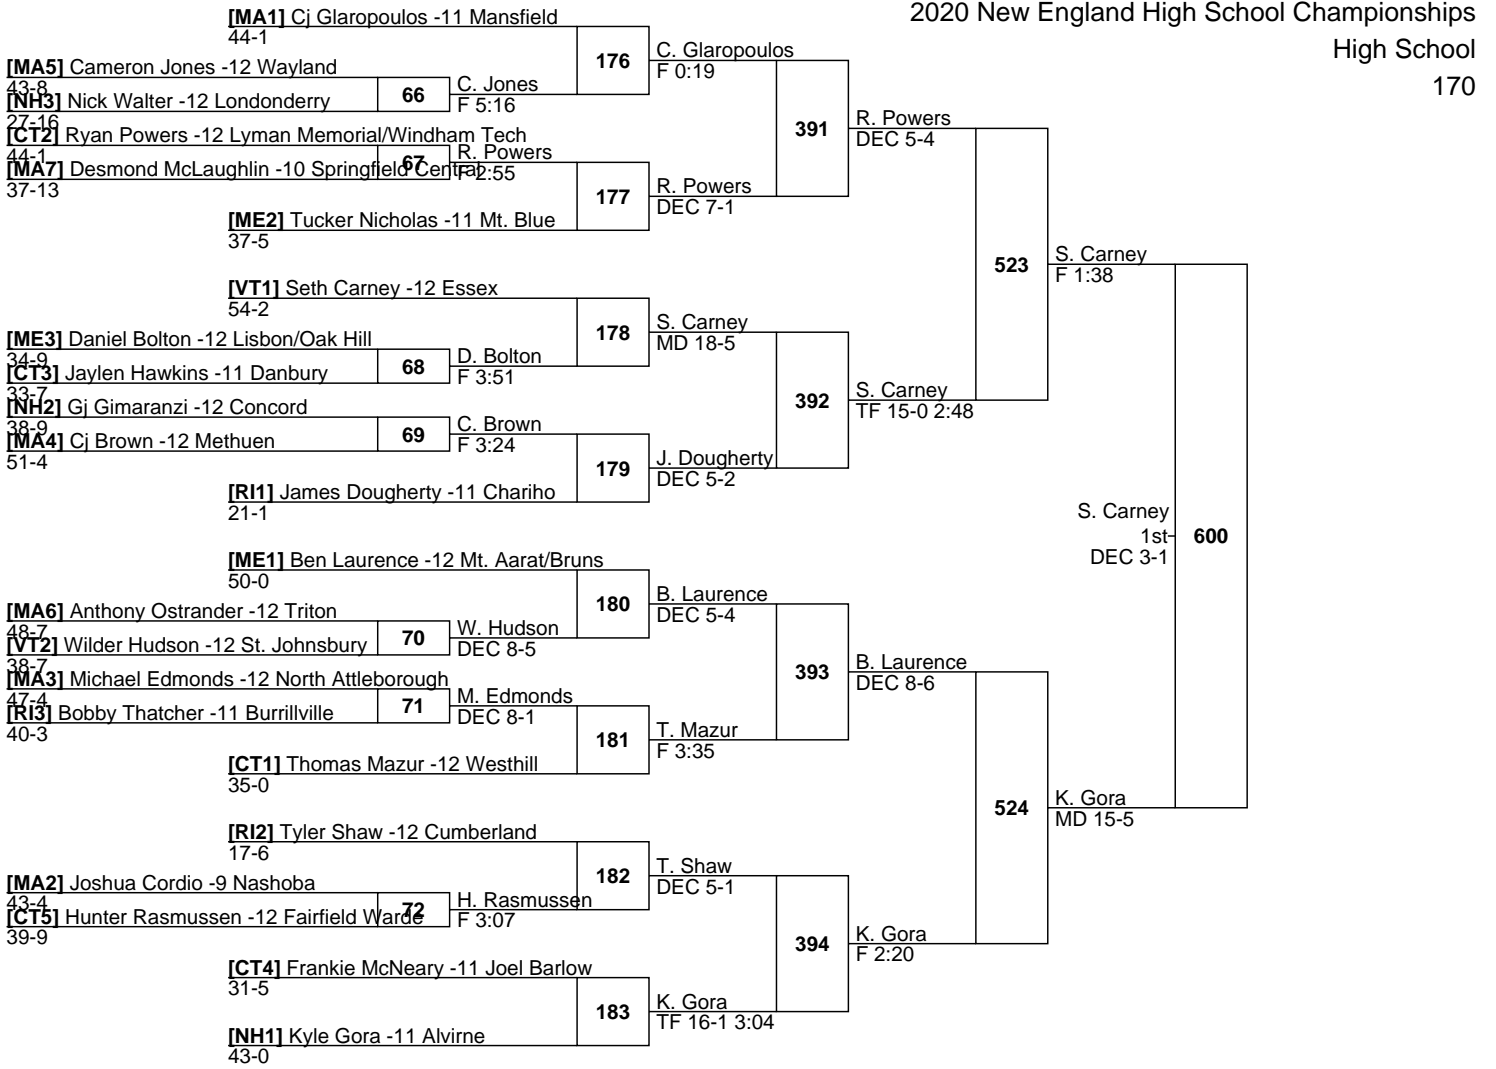 2020 New England High School Championships
High School
170
[MA1] Cj Glaropoulos -11 Mansfield
44-1
176
C. Glaropoulos
F 0:19
[MA5] Cameron Jones -12 Wayland
43-8
66
C. Jones
F 5:16
[NH3] Nick Walter -12 Londonderry
27-16
391
R. Powers
DEC 5-4
[CT2] Ryan Powers -12 Lyman Memorial/Windham Tech
44-1
67
R. Powers
F 2:55
[MA7] Desmond McLaughlin -10 Springfield Central
37-13
177
R. Powers
DEC 7-1
[ME2] Tucker Nicholas -11 Mt. Blue
37-5
523
S. Carney
F 1:38
[VT1] Seth Carney -12 Essex
54-2
178
S. Carney
MD 18-5
[ME3] Daniel Bolton -12 Lisbon/Oak Hill
34-9
68
D. Bolton
F 3:51
[CT3] Jaylen Hawkins -11 Danbury
33-7
392
S. Carney
TF 15-0 2:48
[NH2] Gj Gimaranzi -12 Concord
38-9
69
C. Brown
F 3:24
[MA4] Cj Brown -12 Methuen
51-4
179
J. Dougherty
DEC 5-2
[RI1] James Dougherty -11 Chariho
21-1
S. Carney
1st
DEC 3-1
600
[ME1] Ben Laurence -12 Mt. Aarat/Bruns
50-0
180
B. Laurence
DEC 5-4
[MA6] Anthony Ostrander -12 Triton
48-7
70
W. Hudson
DEC 8-5
[VT2] Wilder Hudson -12 St. Johnsbury
38-7
393
B. Laurence
DEC 8-6
[MA3] Michael Edmonds -12 North Attleborough
47-4
71
M. Edmonds
DEC 8-1
[RI3] Bobby Thatcher -11 Burrillville
40-3
181
T. Mazur
F 3:35
[CT1] Thomas Mazur -12 Westhill
35-0
524
K. Gora
MD 15-5
[RI2] Tyler Shaw -12 Cumberland
17-6
182
T. Shaw
DEC 5-1
[MA2] Joshua Cordio -9 Nashoba
43-4
72
H. Rasmussen
F 3:07
[CT5] Hunter Rasmussen -12 Fairfield Warde
39-9
394
K. Gora
F 2:20
[CT4] Frankie McNeary -11 Joel Barlow
31-5
183
K. Gora
TF 16-1 3:04
[NH1] Kyle Gora -11 Alvirne
43-0